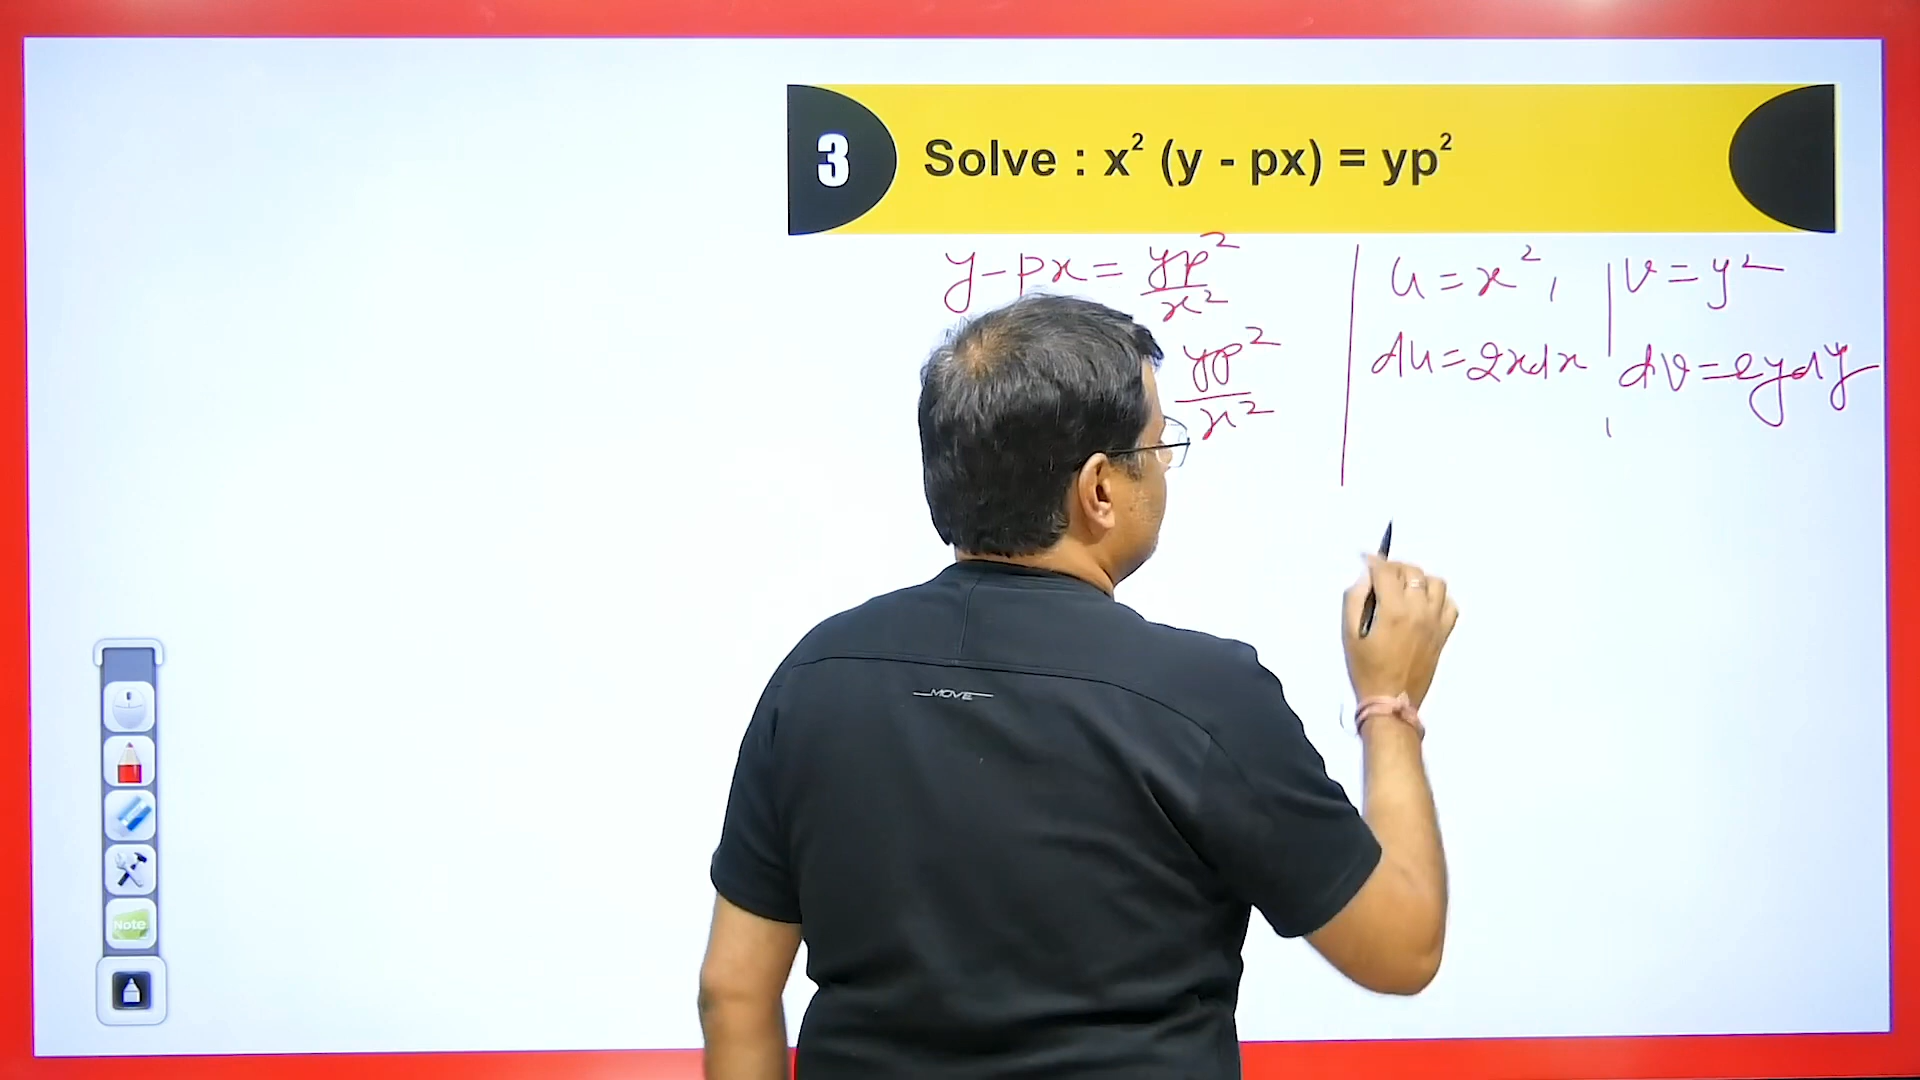 3 Solve : x² (y - px) = yp²
y - px = yp²/x²
yp²/x²
u = x², | v = y²
du = 2xdx | dv = 2ydy
MOVE
Note